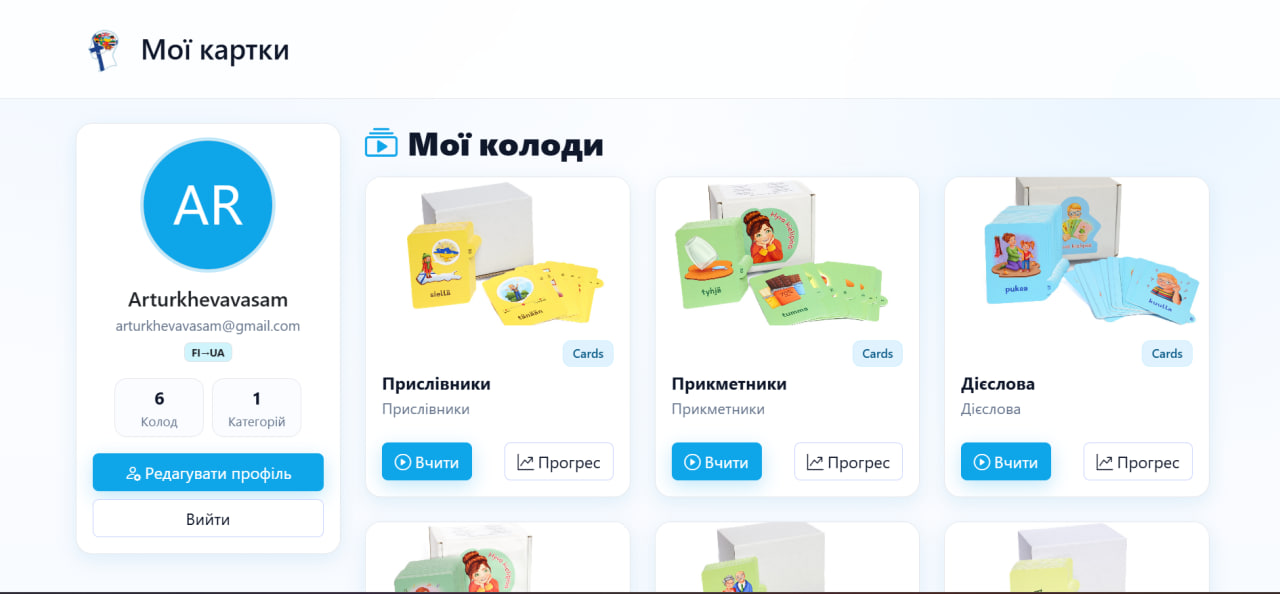 Мої картки
AR
Arturkhevavasam
arturkhevavasam@gmail.com
FI→UA
6
Колод
1
Категорій
Редагувати профіль
Вийти
Мої колоди
siellä
tänään
Cards
Прислівники
Прислівники
Вчити
Прогрес
tyhjä
tumma
Cards
Прикметники
Прикметники
Вчити
Прогрес
pukea
kuulla
Cards
Дієслова
Дієслова
Вчити
Прогрес